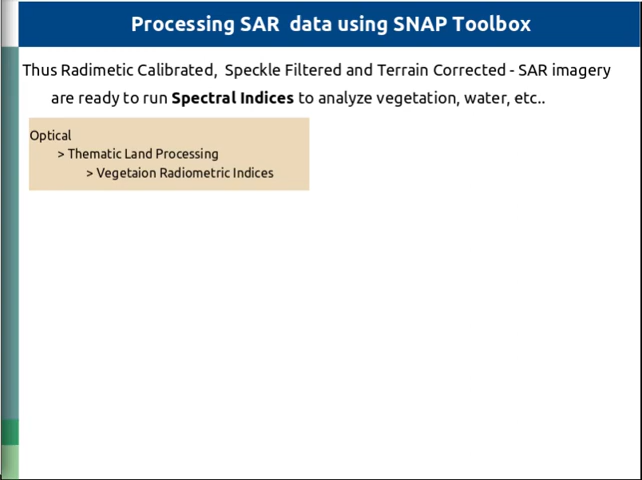 Processing SAR data using SNAP Toolbox
Thus Radimetic Calibrated, Speckle Filtered and Terrain Corrected - SAR imagery
are ready to run Spectral Indices to analyze vegetation, water, etc..
Optical
> Thematic Land Processing
> Vegetaion Radiometric Indices